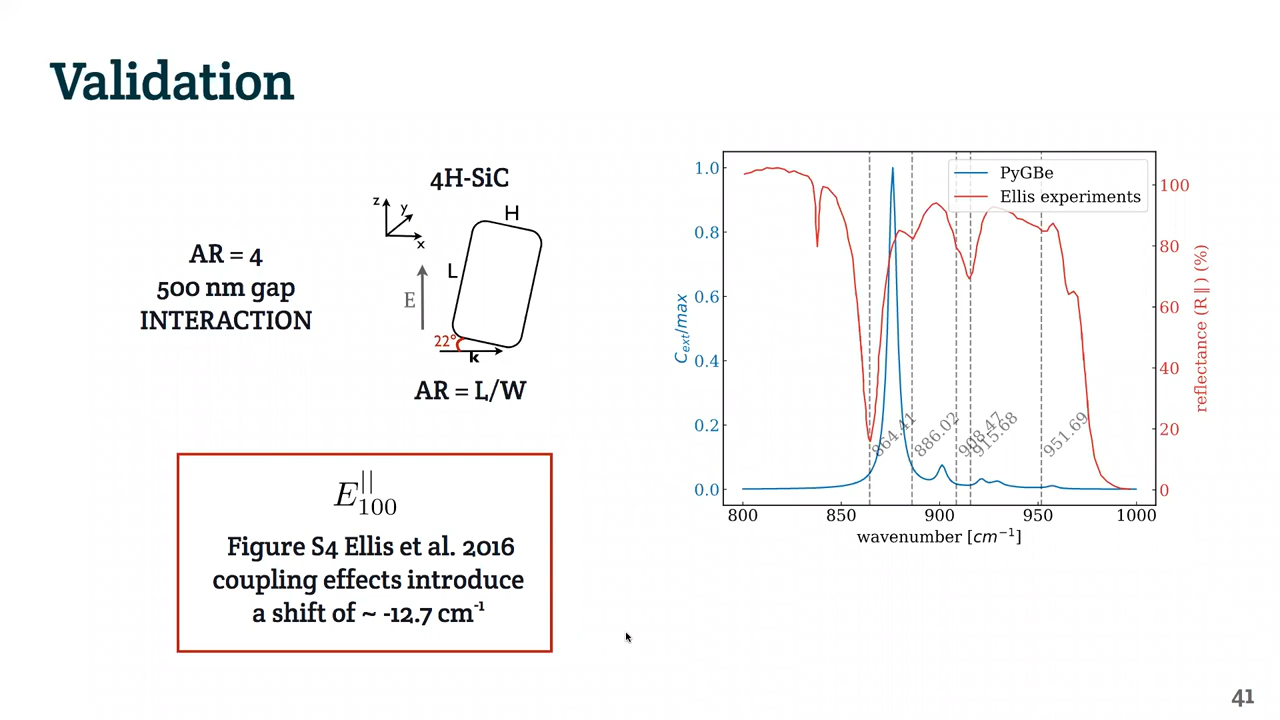 Validation
4H-SiC
z
y
x
H
L
E
22°
k
AR = L/W
AR = 4
500 nm gap
INTERACTION
E|| 100
Figure S4 Ellis et al. 2016
coupling effects introduce
a shift of ~ -12.7 cm-1
PyGBe
Ellis experiments
C_ext/max
1.0
0.8
0.6
0.4
0.2
0.0
864.41
886.02
908.47
915.68
951.69
100
80
60
40
20
0
reflectance (R ∥ ) (%)
800 850 900 950 1000
wavenumber [cm−1]
41